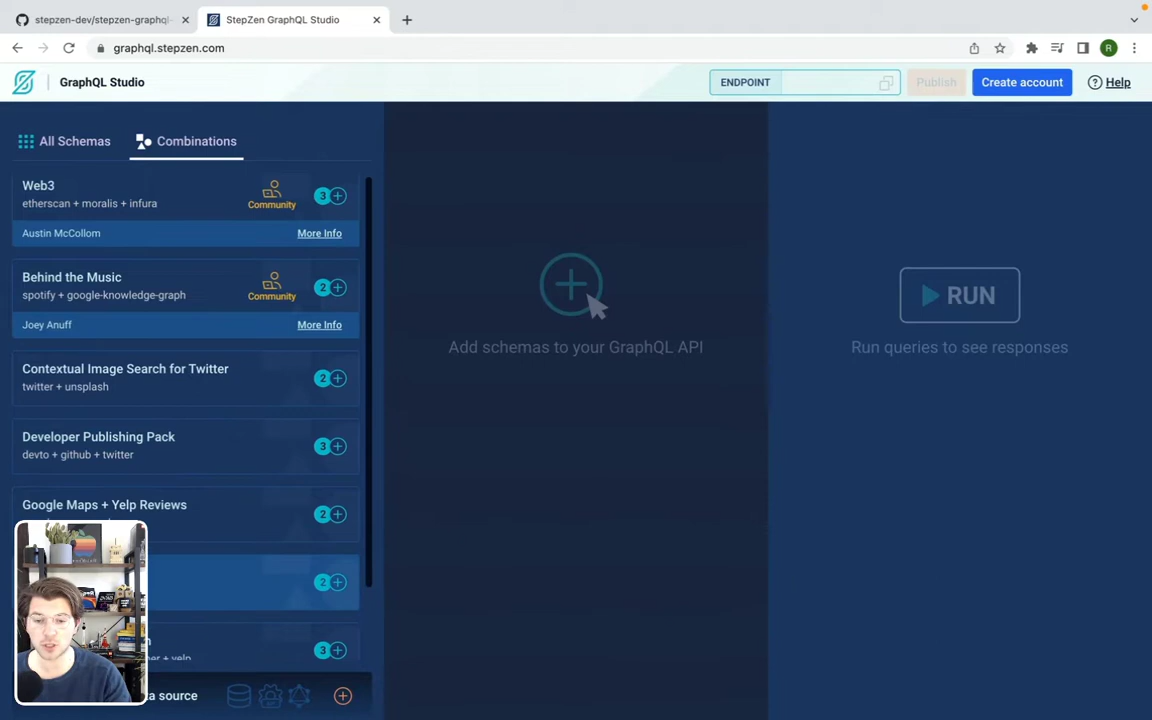 stepzen-dev/stepzen-graphql-
StepZen GraphQL Studio
graphql.stepzen.com
R
GraphQL Studio
ENDPOINT
Publish
Create account
? Help
All Schemas
Combinations
Web3
etherscan + moralis + infura
Community
3
Austin McCollom
More Info
Behind the Music
spotify + google-knowledge-graph
Community
2
Joey Anuff
More Info
Contextual Image Search for Twitter
twitter + unsplash
2
Developer Publishing Pack
devto + github + twitter
3
Google Maps + Yelp Reviews
2
2
3
+ yelp
source
Add schemas to your GraphQL API
RUN
Run queries to see responses